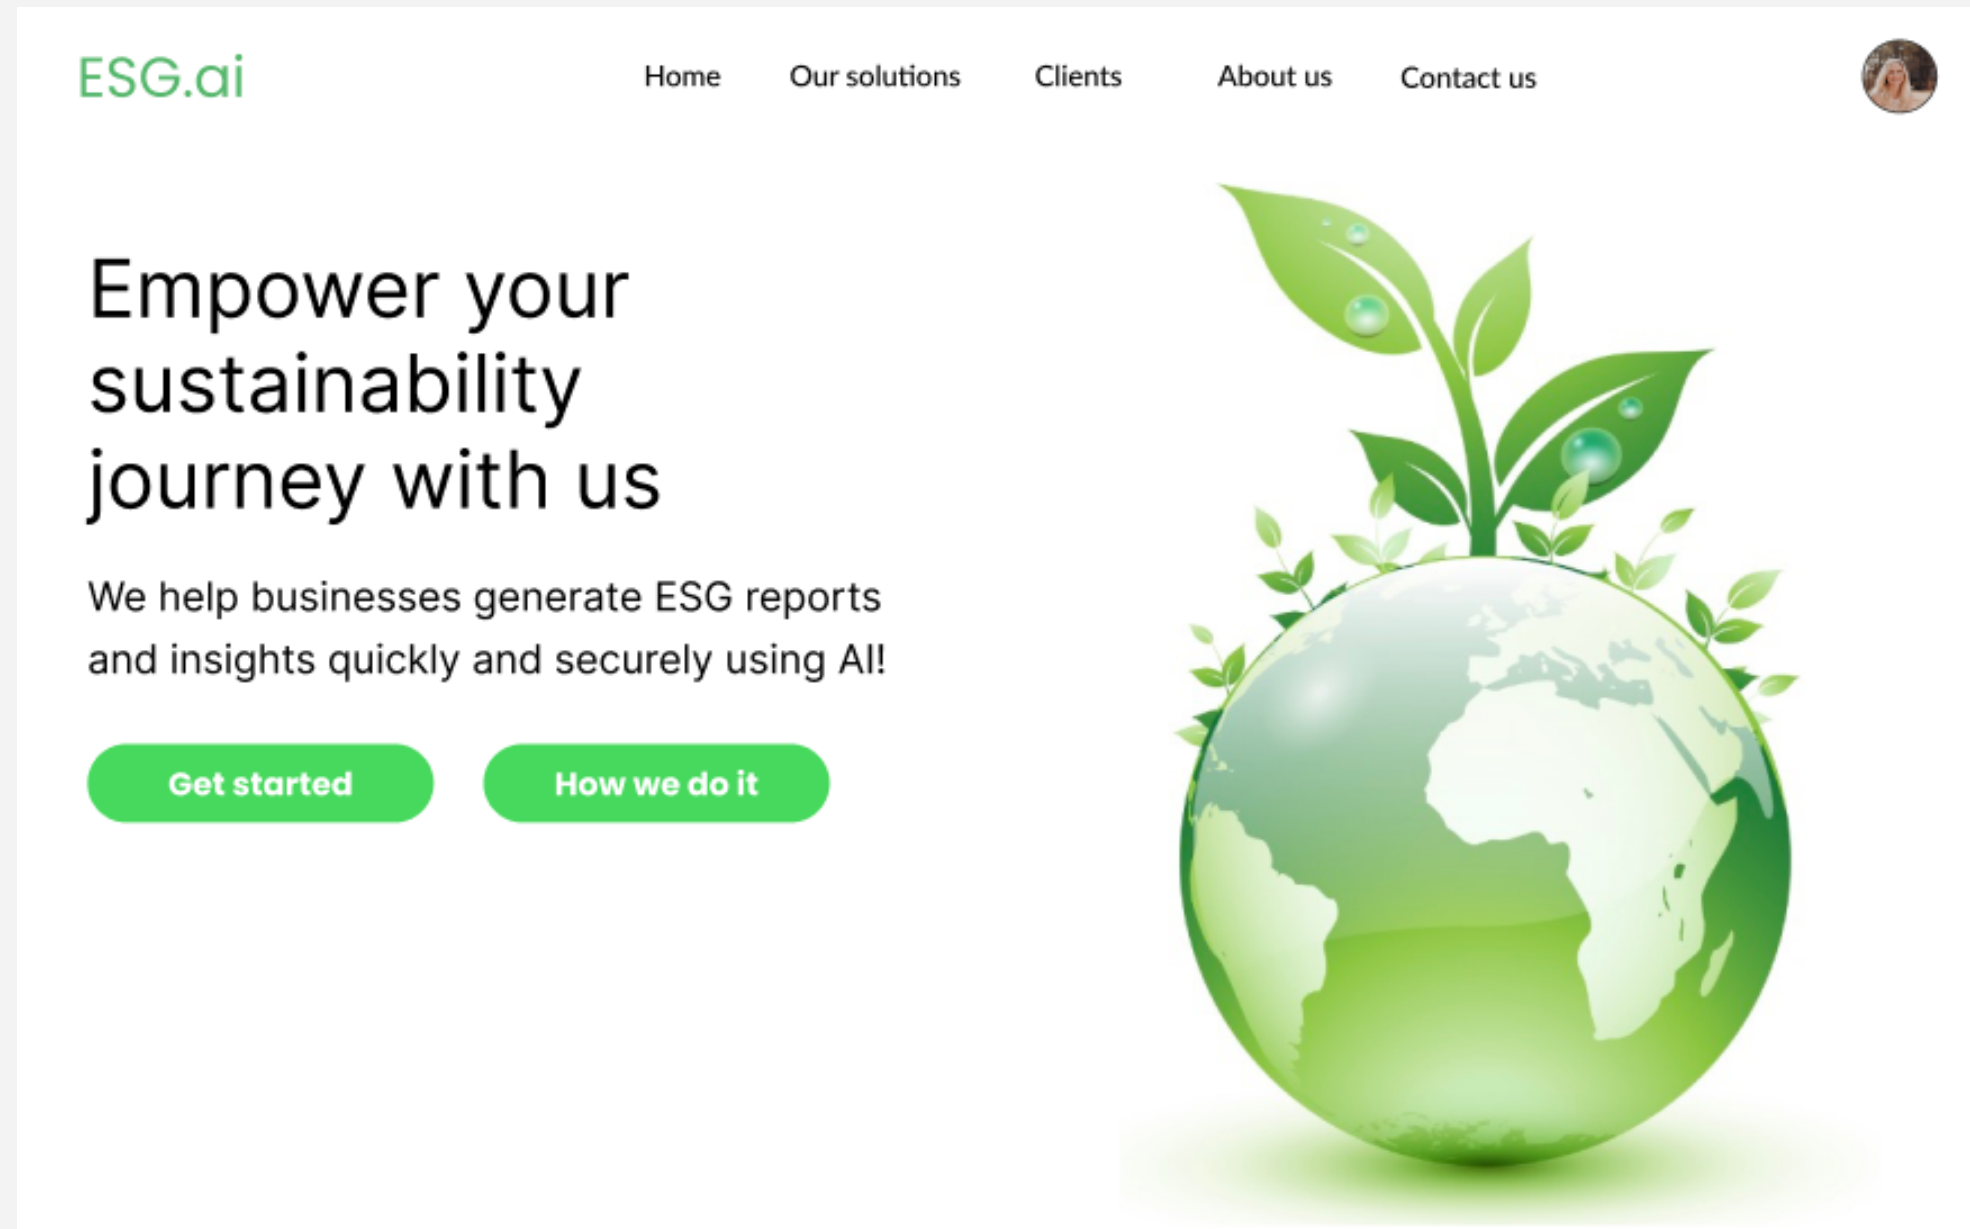 ESG.ai
Home Our solutions Clients About us Contact us
Empower your
sustainability
journey with us
We help businesses generate ESG reports
and insights quickly and securely using AI!
Get started How we do it